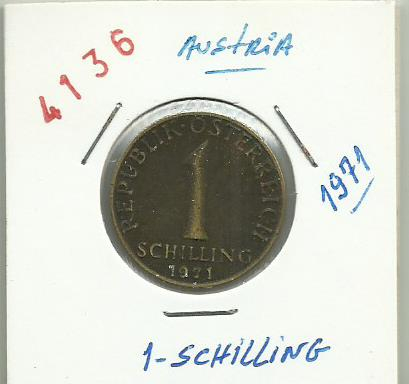 4136
AUSTRIA
REPUBLIK·ÖSTERREICH
1
SCHILLING
1971
1971
1-SCHILLING